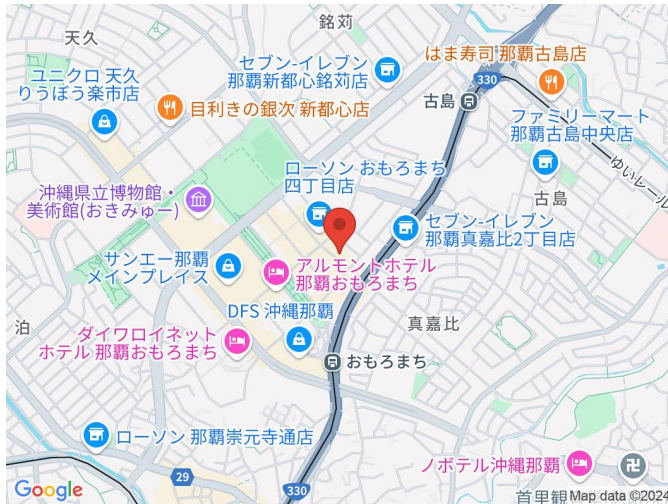 銘苅
天久
セブン-イレブン
那覇新都心銘苅店
はま寿司 那覇古島店
330
ユニクロ 天久
りうぼう楽市店
目利きの銀次 新都心店
古島
ファミリーマート
那覇古島中央店
ゆいレール
沖縄県立博物館・
美術館(おきみゅー)
ローソン おもろまち
四丁目店
古島
セブン-イレブン
那覇真嘉比2丁目店
サンエー那覇
メインプレイス
アルモントホテル
那覇おもろまち
DFS 沖縄那覇
真嘉比
泊
ダイワロイネット
ホテル 那覇おもろまち
おもろまち
ローソン 那覇崇元寺通店
ノボテル沖縄那覇
29
330
首里観
Google
Map data ©2024